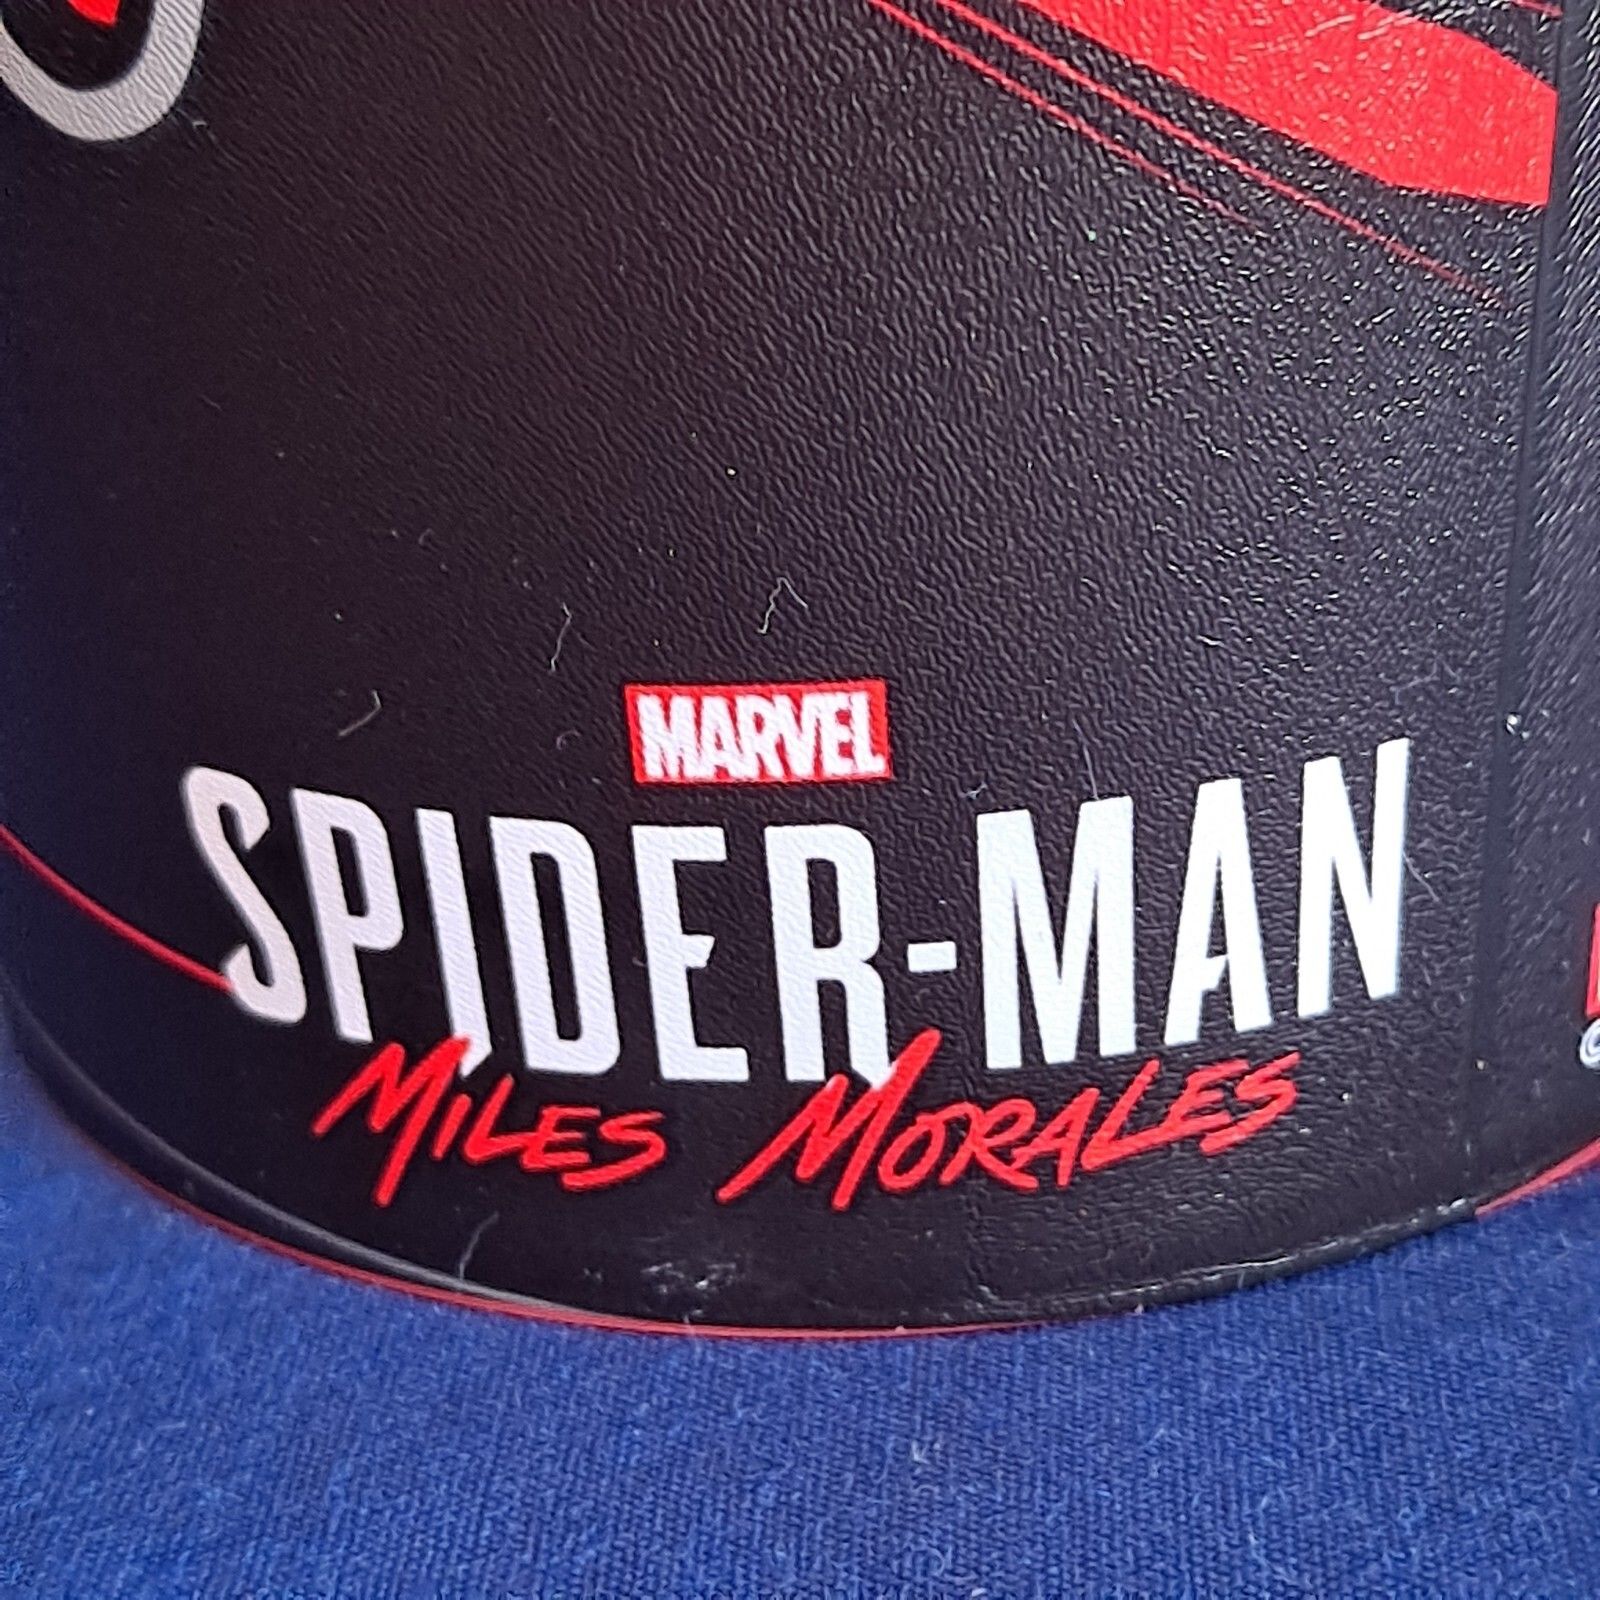 MARVEL
SPIDER-MAN
MILES MORALES
©